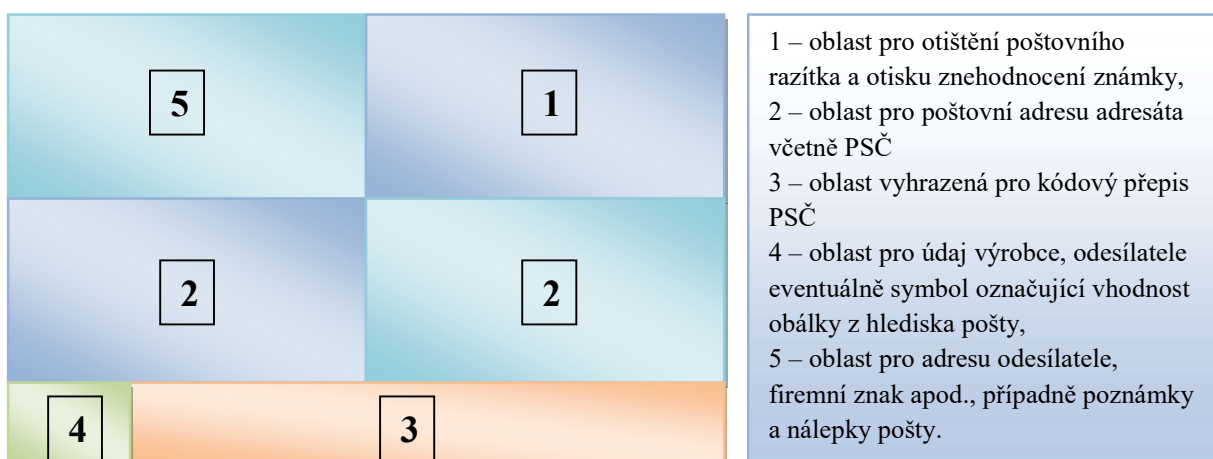 5
1
2
2
4
3
1 – oblast pro otištění poštovního
razítka a otisku znehodnocení známky,
2 – oblast pro poštovní adresu adresáta
včetně PSČ
3 – oblast vyhrazená pro kódový přepis
PSČ
4 – oblast pro údaj výrobce, odesílatele
eventuálně symbol označující vhodnost
obálky z hlediska pošty,
5 – oblast pro adresu odesílatele,
firemní znak apod., případně poznámky
a nálepky pošty.